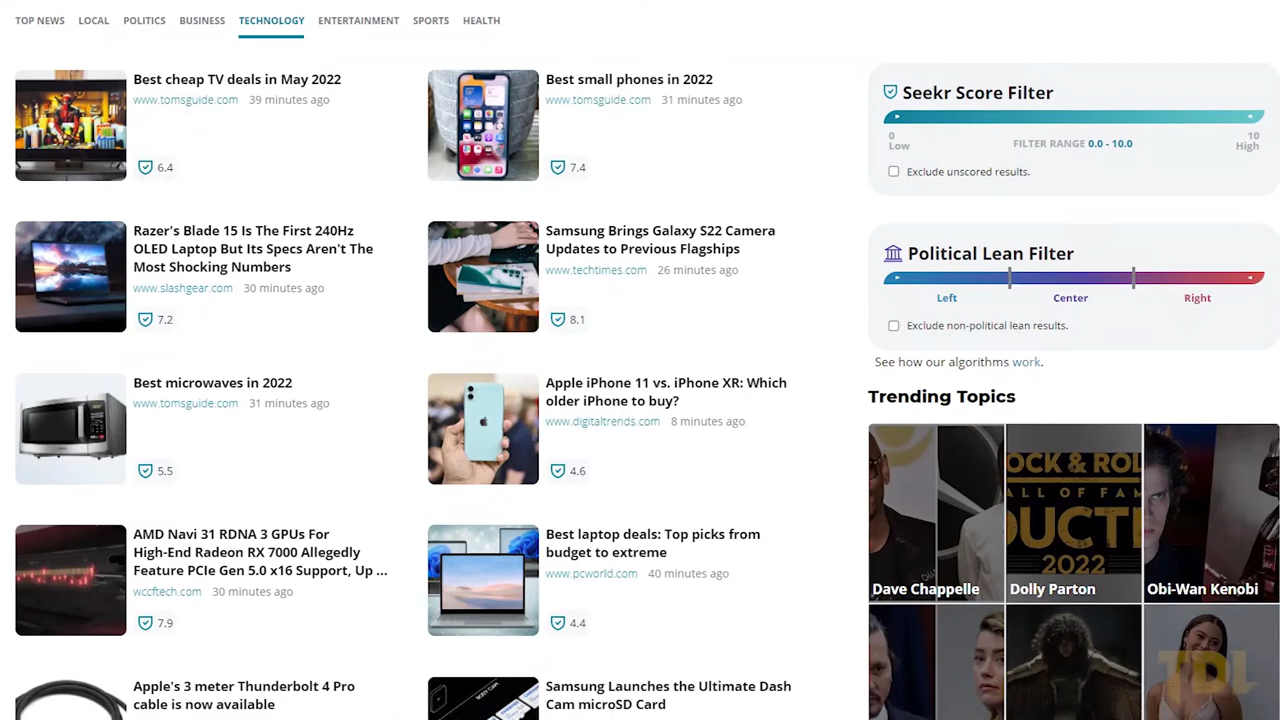 TOP NEWS LOCAL POLITICS BUSINESS TECHNOLOGY ENTERTAINMENT SPORTS HEALTH
Best cheap TV deals in May 2022
www.tomsguide.com 39 minutes ago
6.4
Best small phones in 2022
www.tomsguide.com 31 minutes ago
7.4
Razer's Blade 15 Is The First 240Hz
OLED Laptop But Its Specs Aren't The
Most Shocking Numbers
www.slashgear.com 30 minutes ago
7.2
Samsung Brings Galaxy S22 Camera
Updates to Previous Flagships
www.techtimes.com 26 minutes ago
8.1
Best microwaves in 2022
www.tomsguide.com 31 minutes ago
5.5
Apple iPhone 11 vs. iPhone XR: Which
older iPhone to buy?
www.digitaltrends.com 8 minutes ago
4.6
AMD Navi 31 RDNA 3 GPUs For
High-End Radeon RX 7000 Allegedly
Feature PCIe Gen 5.0 x16 Support, Up ...
wccftech.com 30 minutes ago
7.9
Best laptop deals: Top picks from
budget to extreme
www.pcworld.com 40 minutes ago
4.4
Apple's 3 meter Thunderbolt 4 Pro
cable is now available
Samsung Launches the Ultimate Dash
Cam microSD Card
Seekr Score Filter
0 10
Low FILTER RANGE 0.0 - 10.0 High
Exclude unscored results.
Political Lean Filter
Left Center Right
Exclude non-political lean results.
See how our algorithms work.
Trending Topics
OCK & ROL
ALL OF FAM
DUCTI
2022
Dave Chappelle Dolly Parton Obi-Wan Kenobi
TDL